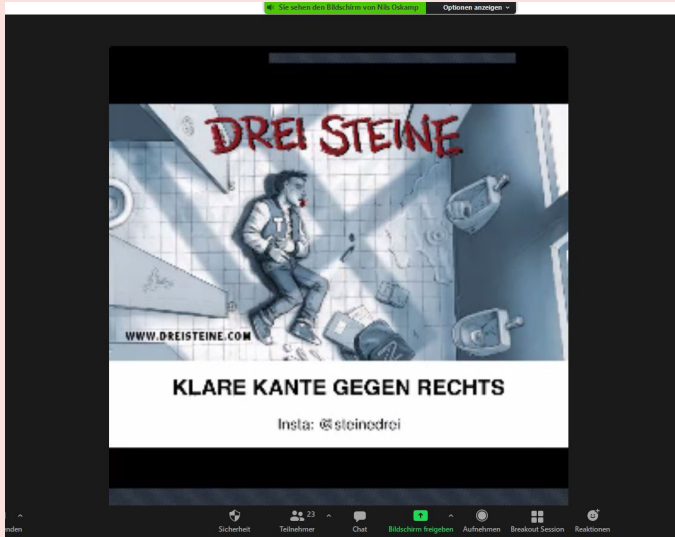 Sie sehen den Bildschirm von Nils Oskamp
Optionen anzeigen
DREI STEINE
T
WWW.DREISTEINE.COM
KLARE KANTE GEGEN RECHTS
Insta: @steinedrei
nden
Sicherheit
Teilnehmer
23
Chat
Bildschirm freigeben
Aufnehmen
Breakout Session
Reaktionen